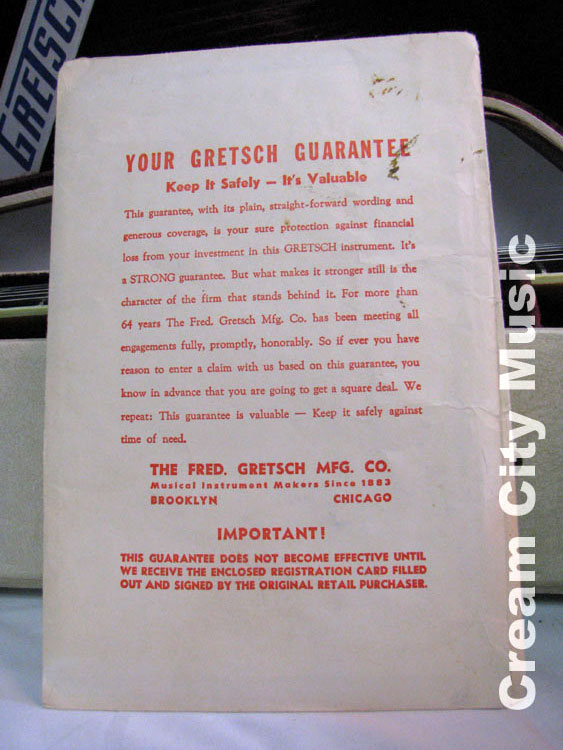 GRETSCH
YOUR GRETSCH GUARANTEE
Keep It Safely — It's Valuable
This guarantee, with its plain, straight-forward wording and
generous coverage, is your sure protection against financial
loss from your investment in this GRETSCH instrument. It's
a STRONG guarantee. But what makes it stronger still is the
character of the firm that stands behind it. For more than
64 years The Fred. Gretsch Mfg. Co. has been meeting all
engagements fully, promptly, honorably. So if ever you have
reason to enter a claim with us based on this guarantee, you
know in advance that you are going to get a square deal. We
repeat: This guarantee is valuable — Keep it safely against
time of need.
THE FRED. GRETSCH MFG. CO.
Musical Instrument Makers Since 1883
BROOKLYN CHICAGO
IMPORTANT!
THIS GUARANTEE DOES NOT BECOME EFFECTIVE UNTIL
WE RECEIVE THE ENCLOSED REGISTRATION CARD FILLED
OUT AND SIGNED BY THE ORIGINAL RETAIL PURCHASER.
Cream City Music